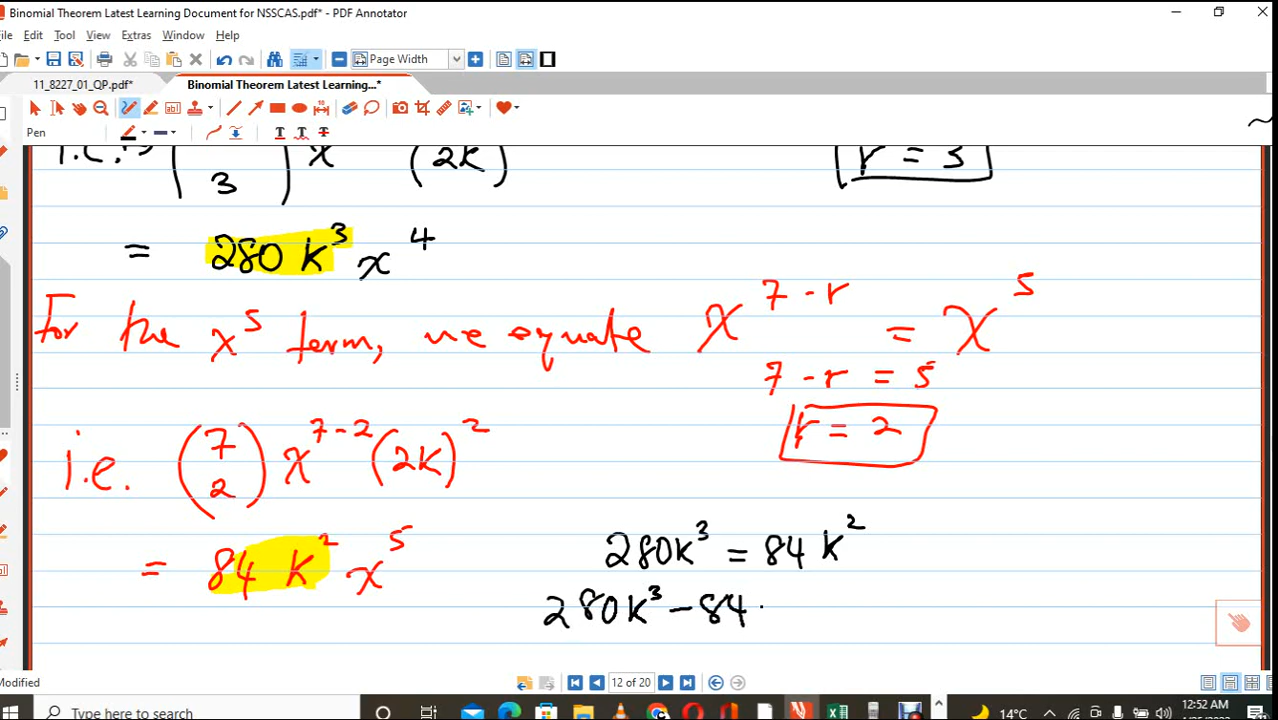 Binomial Theorem Latest Learning Document for NSSCAS.pdf* - PDF Annotator
ile Edit Tool View Extras Window Help
Page Width
11_8227_01_QP.pdf* Binomial Theorem Latest Learning...*
Pen
i.e. 3 x (2k) r = 3
= 280 k³ x⁴
For the x⁵ term, we equate x^(7-r) = x⁵
7 - r = 5
r = 2
i.e. (7 2) x^(7-2) (2k)²
= 84 k² x⁵
280k³ = 84 k²
280k³ - 84
Modified 12 of 20
Type here to search 14°C 12:52 AM